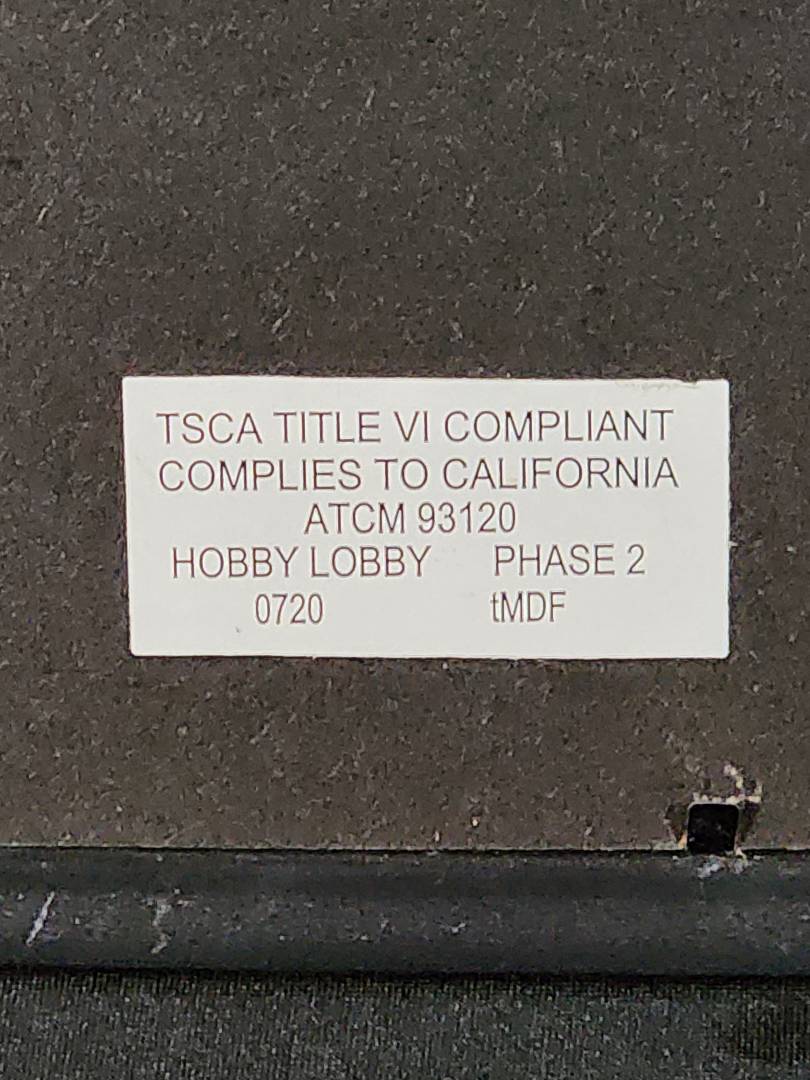 TSCA TITLE VI COMPLIANT
COMPLIES TO CALIFORNIA
ATCM 93120
HOBBY LOBBY PHASE 2
0720 tMDF